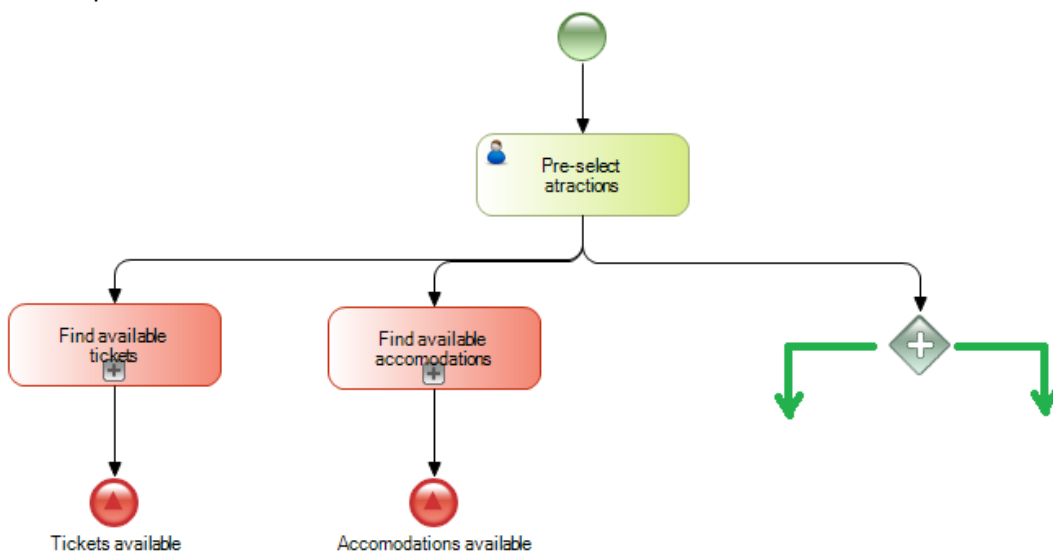 Pre-select
atractions
Find available
tickets
Find available
accomodations
Tickets available
Accomodations available